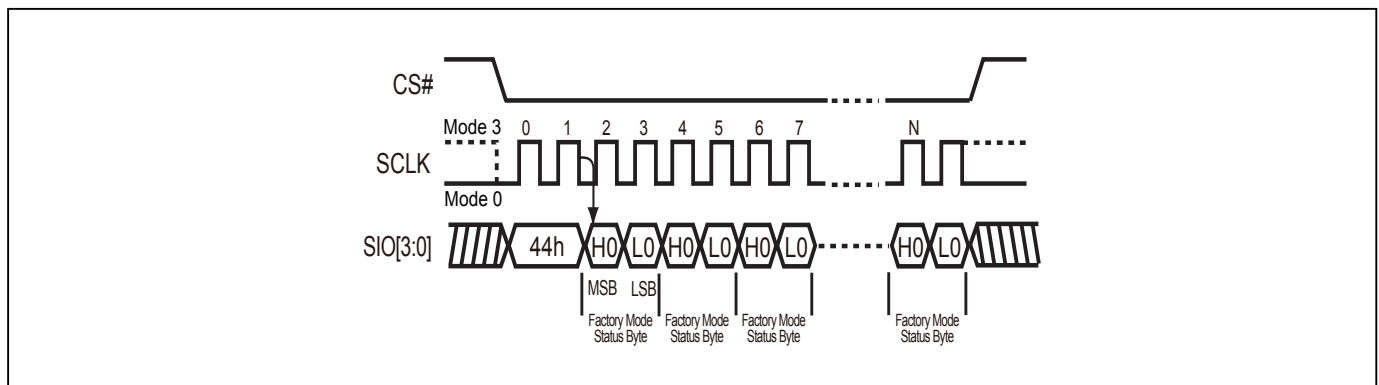 CS#
Mode 3 0 1 2 3 4 5 6 7 N
SCLK
Mode 0
SIO[3:0] 44h H0 L0 H0 L0 H0 L0 H0 L0
MSB LSB
Factory Mode Factory Mode Factory Mode Factory Mode
Status Byte Status Byte Status Byte Status Byte